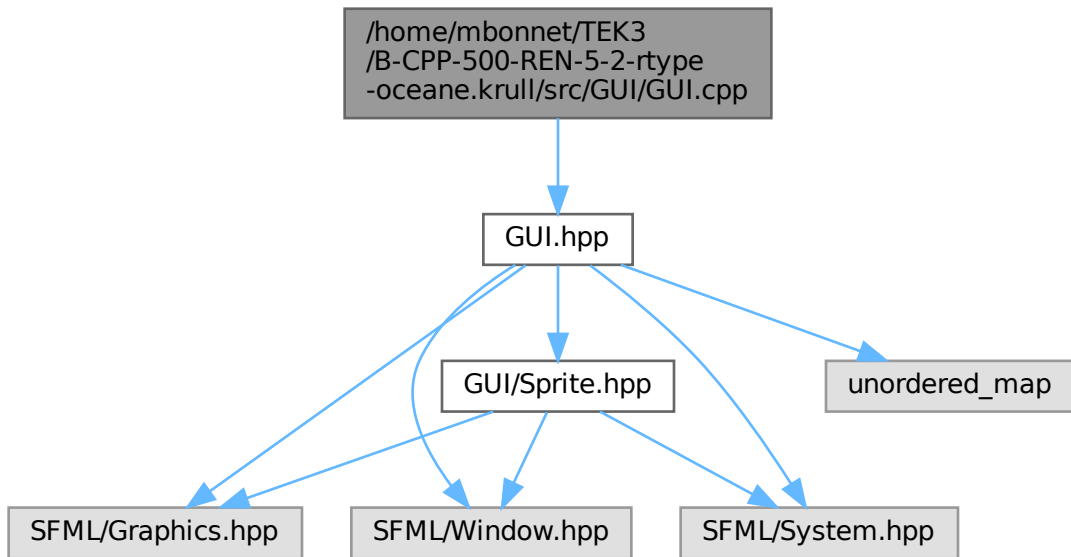 /home/mbonnet/TEK3
/B-CPP-500-REN-5-2-rtype
-oceane.krull/src/GUI/GUI.cpp
GUI.hpp
GUI/Sprite.hpp
unordered_map
SFML/Graphics.hpp
SFML/Window.hpp
SFML/System.hpp